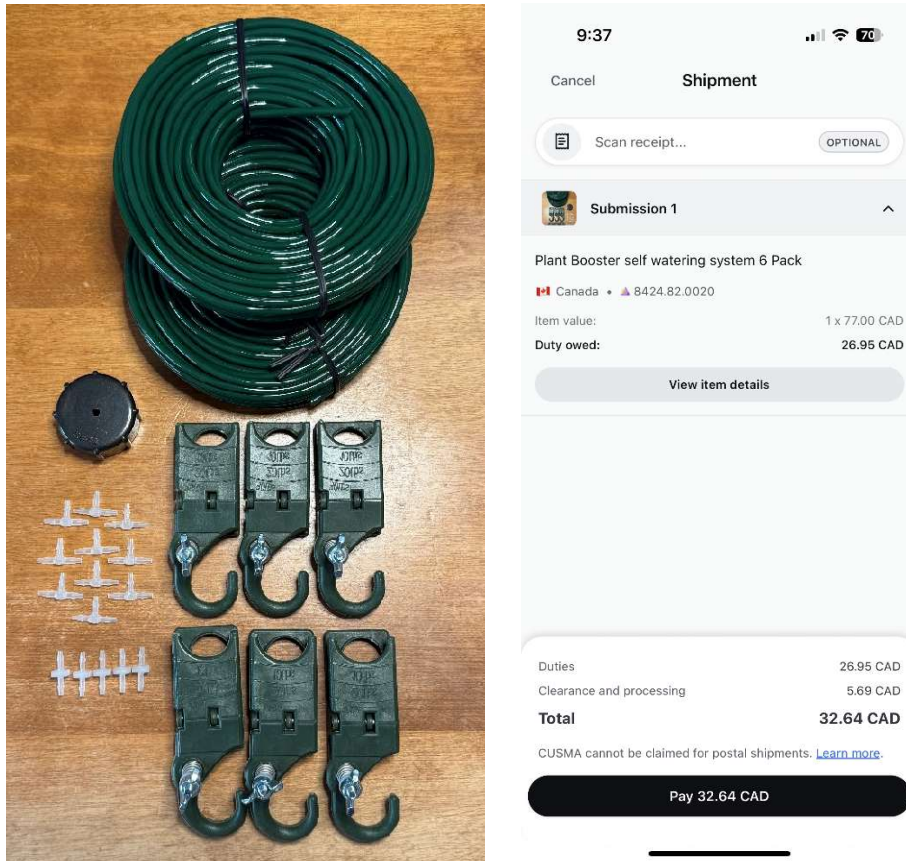 9:37
70
Cancel
Shipment
Scan receipt...
OPTIONAL
Submission 1
Plant Booster self watering system 6 Pack
Canada • 8424.82.0020
Item value: 1 x 77.00 CAD
Duty owed: 26.95 CAD
View item details
Duties 26.95 CAD
Clearance and processing 5.69 CAD
Total 32.64 CAD
CUSMA cannot be claimed for postal shipments. Learn more.
Pay 32.64 CAD